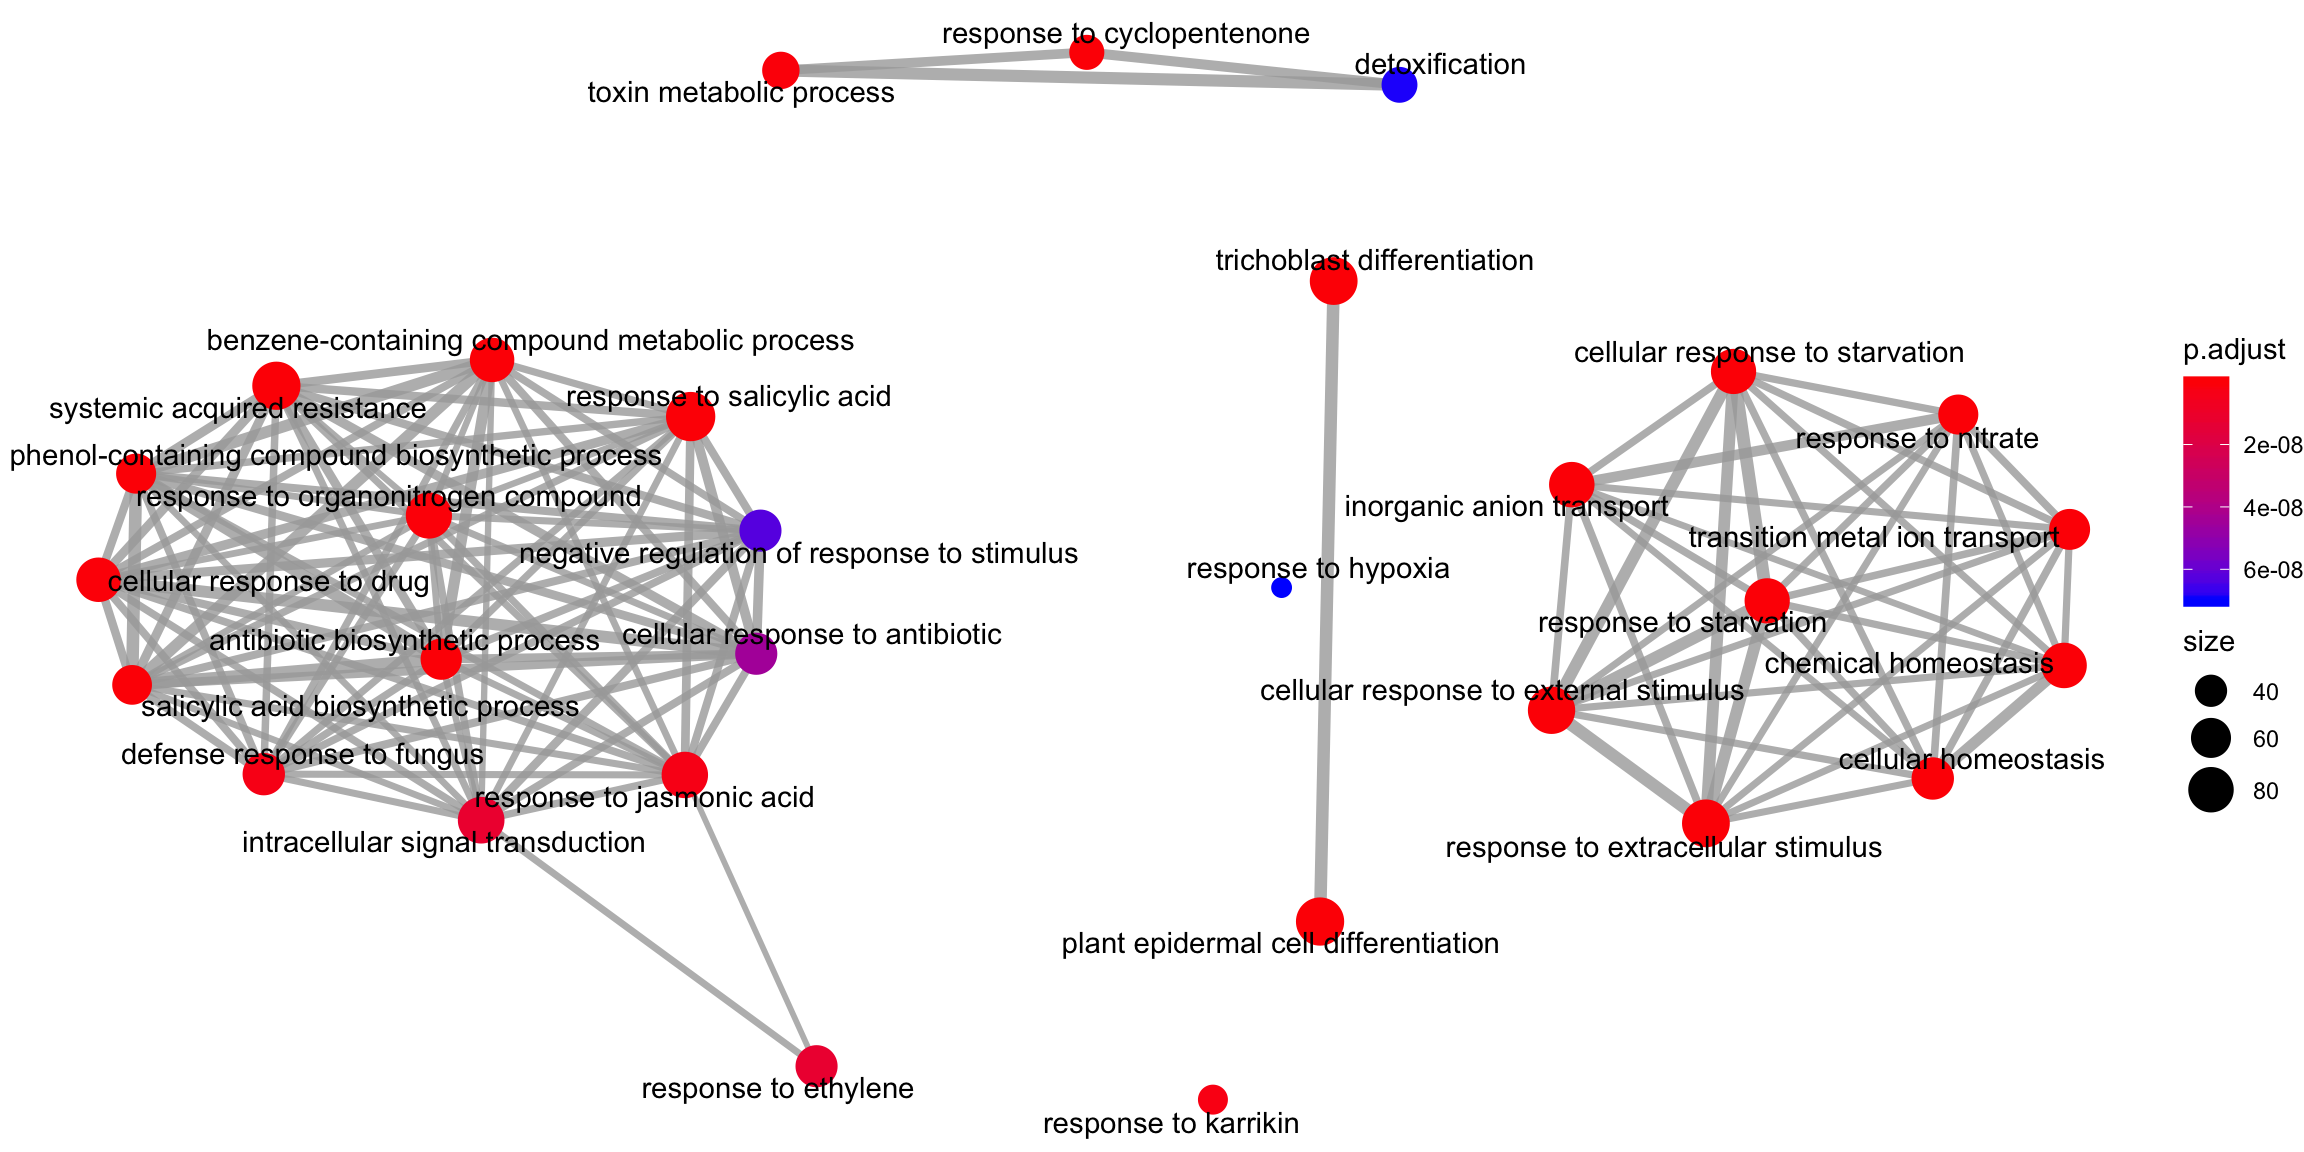 response to cyclopentenone
detoxification
toxin metabolic process
trichoblast differentiation
benzene-containing compound metabolic process
cellular response to starvation
p.adjust
response to salicylic acid
systemic acquired resistance
response to nitrate
2e-08
phenol-containing compound biosynthetic process
response to organonitrogen compound
inorganic anion transport
4e-08
transition metal ion transport
negative regulation of response to stimulus
response to hypoxia
6e-08
cellular response to drug
response to starvation
antibiotic biosynthetic process
cellular response to antibiotic
size
chemical homeostasis
cellular response to external stimulus
40
salicylic acid biosynthetic process
60
defense response to fungus
cellular homeostasis
80
response to jasmonic acid
intracellular signal transduction
response to extracellular stimulus
plant epidermal cell differentiation
response to ethylene
response to karrikin